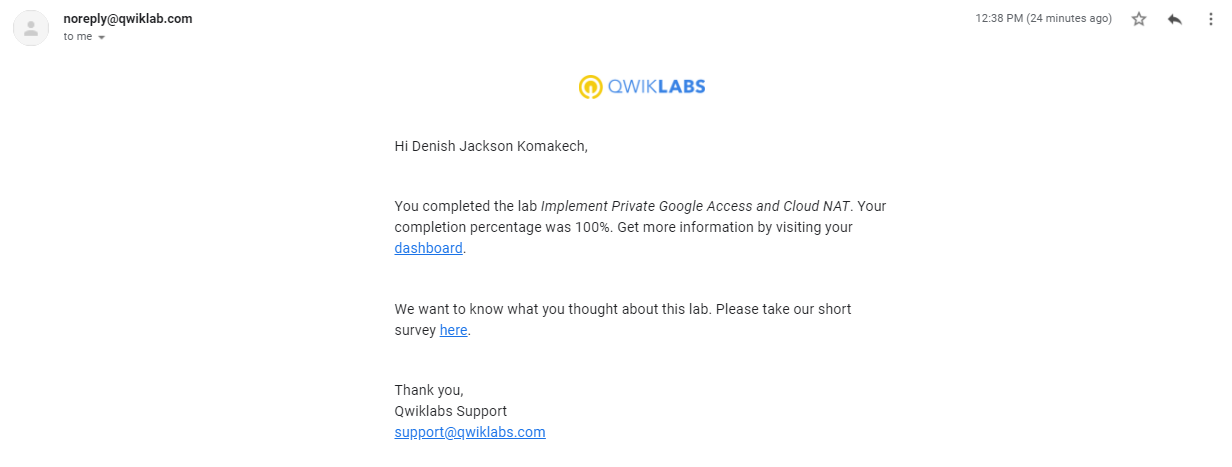 noreply@qwiklab.com
12:38 PM (24 minutes ago)
to me
QWIKLABS
Hi Denish Jackson Komakech,
You completed the lab Implement Private Google Access and Cloud NAT. Your
completion percentage was 100%. Get more information by visiting your
dashboard.
We want to know what you thought about this lab. Please take our short
survey here.
Thank you,
Qwiklabs Support
support@qwiklabs.com